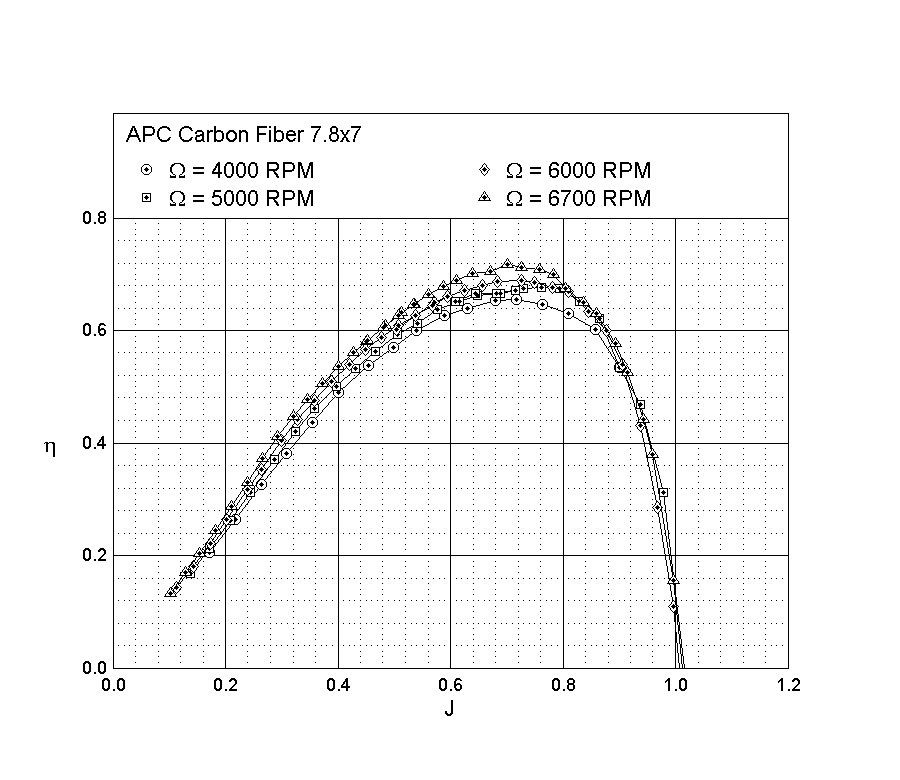 APC Carbon Fiber 7.8x7
Ω = 4000 RPM
Ω = 6000 RPM
Ω = 5000 RPM
Ω = 6700 RPM
0.8
0.6
0.4
η
0.2
0.0
0.0 0.2 0.4 0.6 0.8 1.0 1.2
J